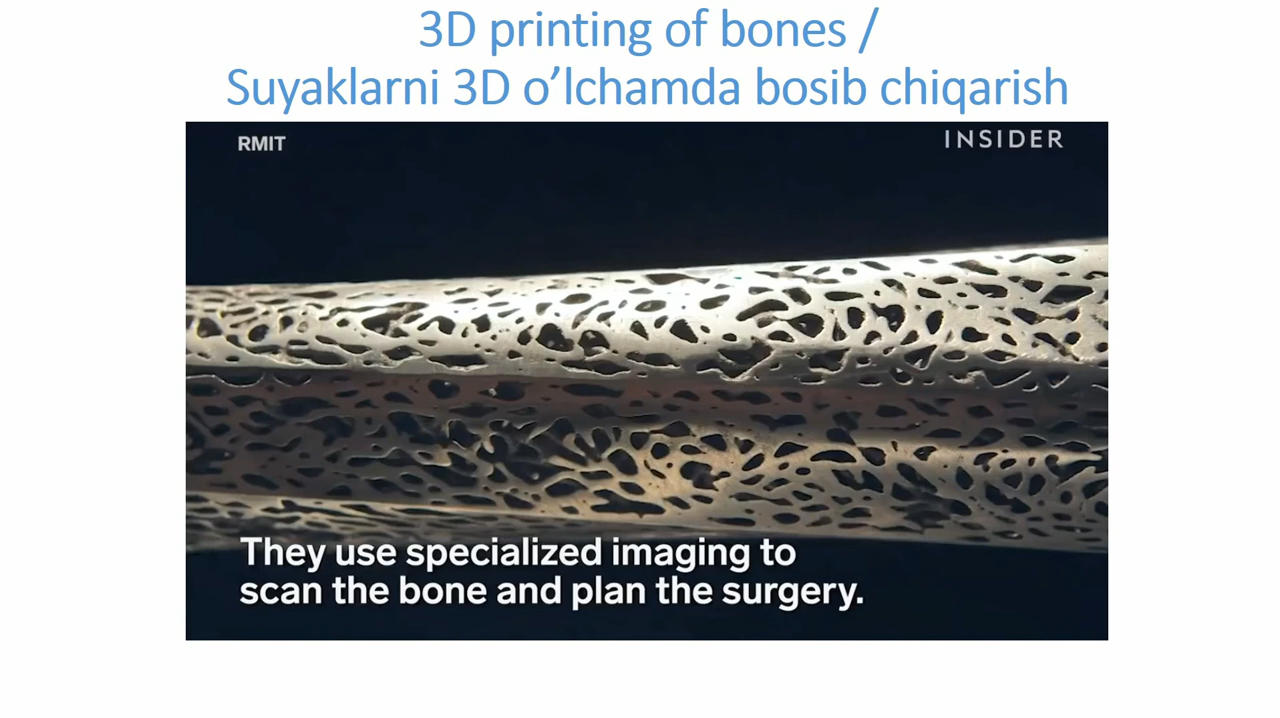 3D printing of bones /
Suyaklarni 3D o’lchamda bosib chiqarish
RMIT
INSIDER
They use specialized imaging to
scan the bone and plan the surgery.